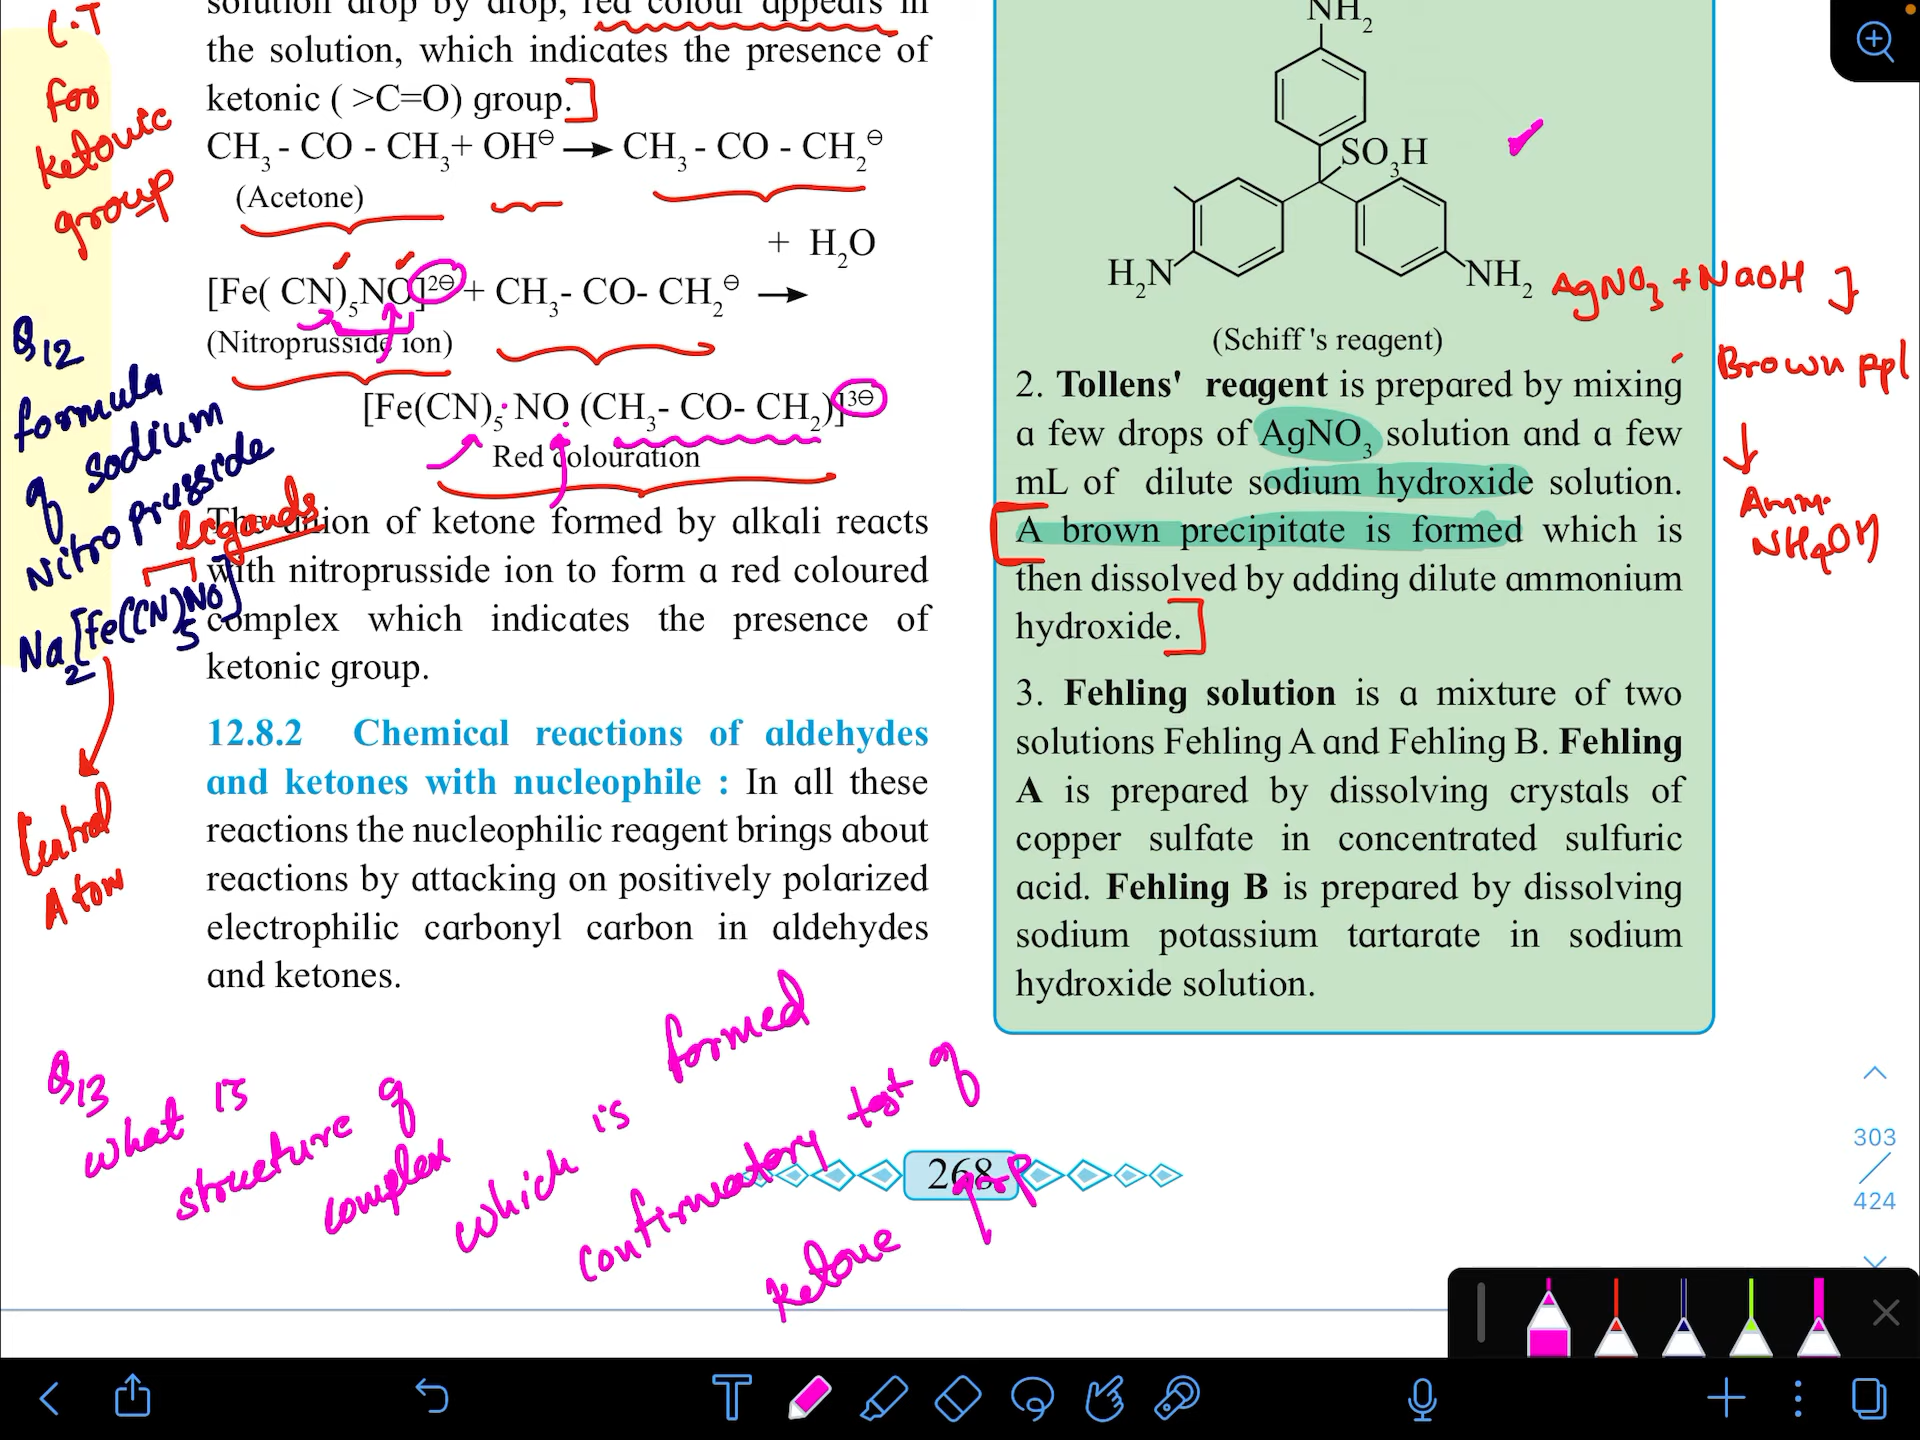 solution drop by drop, red colour appears in
the solution, which indicates the presence of
ketonic ( >C=O) group.]
CH₃ - CO - CH₃+ OH⊖ → CH₃ - CO - CH₂⊖
(Acetone)
+ H₂O
[Fe( CN)₅NO]²⊖ + CH₃- CO- CH₂⊖ →
(Nitroprusside ion)
[Fe(CN)₅· NO (CH₃- CO- CH₂)]³⊖
Red colouration
The anion of ketone formed by alkali reacts
with nitroprusside ion to form a red coloured
complex which indicates the presence of
ketonic group.
12.8.2 Chemical reactions of aldehydes
and ketones with nucleophile : In all these
reactions the nucleophilic reagent brings about
reactions by attacking on positively polarized
electrophilic carbonyl carbon in aldehydes
and ketones.
C.T
for
ketonic
group
Q12
formula
of sodium
Nitroprusside
ligands
Na₂[Fe(CN)₅NO]
Central
Atom
Q13
what is
structure of
complex
which is formed
confirmatory test of
ketone grp
NH₂
SO₃H
H₂N
NH₂
(Schiff 's reagent)
2. Tollens' reagent is prepared by mixing
a few drops of AgNO₃ solution and a few
mL of dilute sodium hydroxide solution.
[A brown precipitate is formed which is
then dissolved by adding dilute ammonium
hydroxide.]
3. Fehling solution is a mixture of two
solutions Fehling A and Fehling B. Fehling
A is prepared by dissolving crystals of
copper sulfate in concentrated sulfuric
acid. Fehling B is prepared by dissolving
sodium potassium tartarate in sodium
hydroxide solution.
AgNO₃ + NaOH ]
Brown ppt
↓
Amm.
NH₄OH
268
303
424